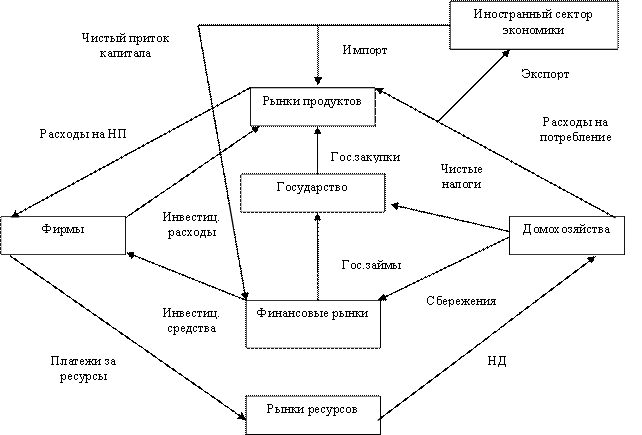 Иностранный сектор
экономики
Чистый приток
капитала
Импорт
Экспорт
Рынки продуктов
Расходы на НП
Расходы на
потребление
Гос.закупки
Чистые
налоги
Государство
Фирмы
Инвестиц.
расходы
Домохозяйства
Гос.займы
Сбережения
Инвестиц.
средства
Финансовые рынки
Платежи за
ресурсы
НД
Рынки ресурсов